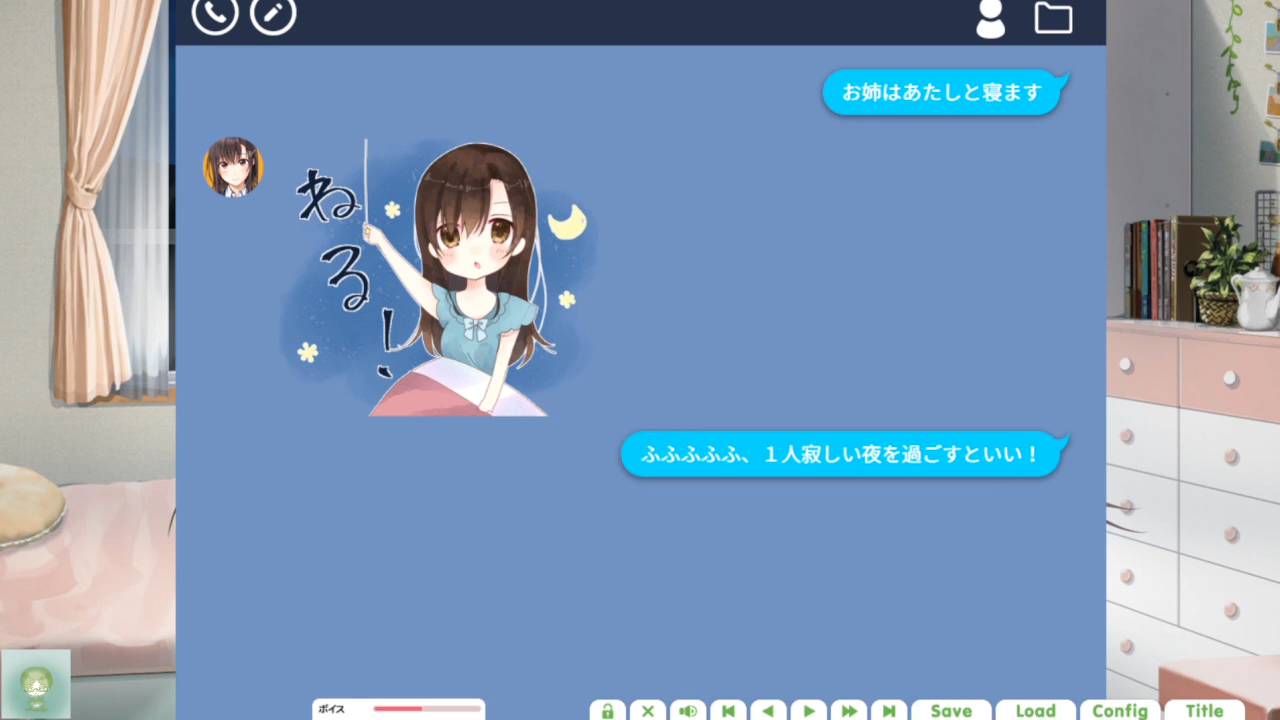 お姉はあたしと寝ます
ねるし、
ふふふふふ、１人寂しい夜を過ごすといい！
ボイス
Save
Load
Config
Title